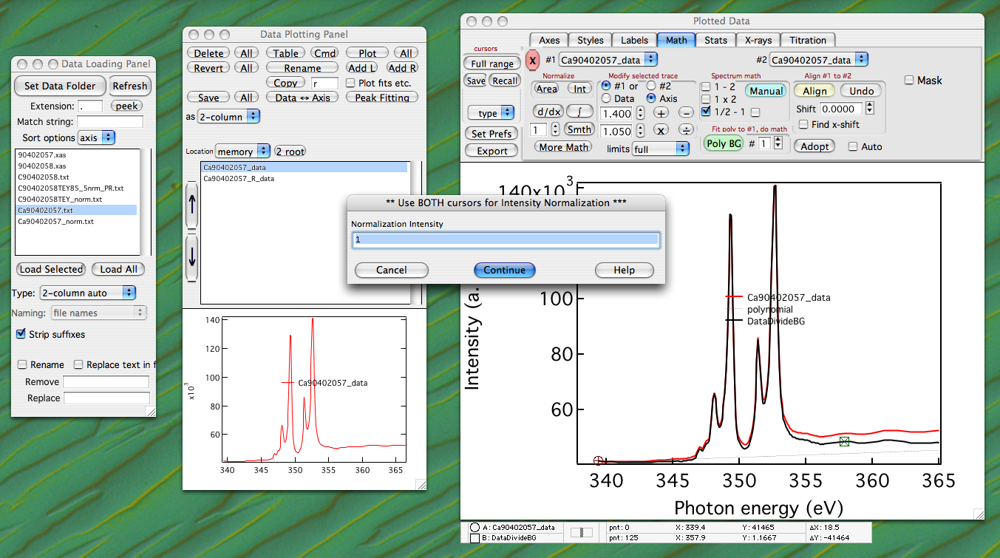 Data Loading Panel
Set Data Folder Refresh
Extension: . peek
Match string:
Sort options axis
90402057.xas
90402058.xas
C90402058.txt
C90402058TEY85_5nrm_PR.txt
C90402058TEY_norm.txt
Ca90402057.txt
Ca90402057_norm.txt
Load Selected Load All
Type: 2-column auto
Naming: file names
Strip suffixes
Rename Replace text in f
Remove
Replace
Data Plotting Panel
Delete All Table Cmd Plot All
Revert All Rename Add L Add R
Copy r Plot fits etc.
Save All Data ↔ Axis Peak Fitting
as 2-column
Location memory 2 root
Ca90402057_data
Ca90402057_R_data
140
120
100
80
60
x10³
Ca90402057_data
340 345 350 355 360 365
Plotted Data
Axes Styles Labels Math Stats X-rays Titration
cursors
Full range
Save Recall
type
Set Prefs
Export
X #1 Ca90402057_data #2 Ca90402057_data
Normalize
Area Int
d/dx ∫
1 Smth
More Math
Modify selected trace
#1 or #2
Data Axis
1.400 + -
1.050 x ÷
limits full
Spectrum math
1 - 2 Manual
1 x 2
1/2 - 1
Fit poly to #1, do math
Poly BG # 1
Align #1 to #2
Align Undo
Shift 0.0000
Find x-shift
Adopt Auto
Mask
** Use BOTH cursors for Intensity Normalization ***
Normalization Intensity
1
Cancel Continue Help
140x10³
100
80
60
Intensity (a.
Ca90402057_data
polynomial
DataDivideBG
340 345 350 355 360 365
Photon energy (eV)
A: Ca90402057_data pnt: 0 X: 339.4 Y: 41465 ΔX: 18.5
B: DataDivideBG pnt: 125 X: 357.9 Y: 1.1667 ΔY: -41464